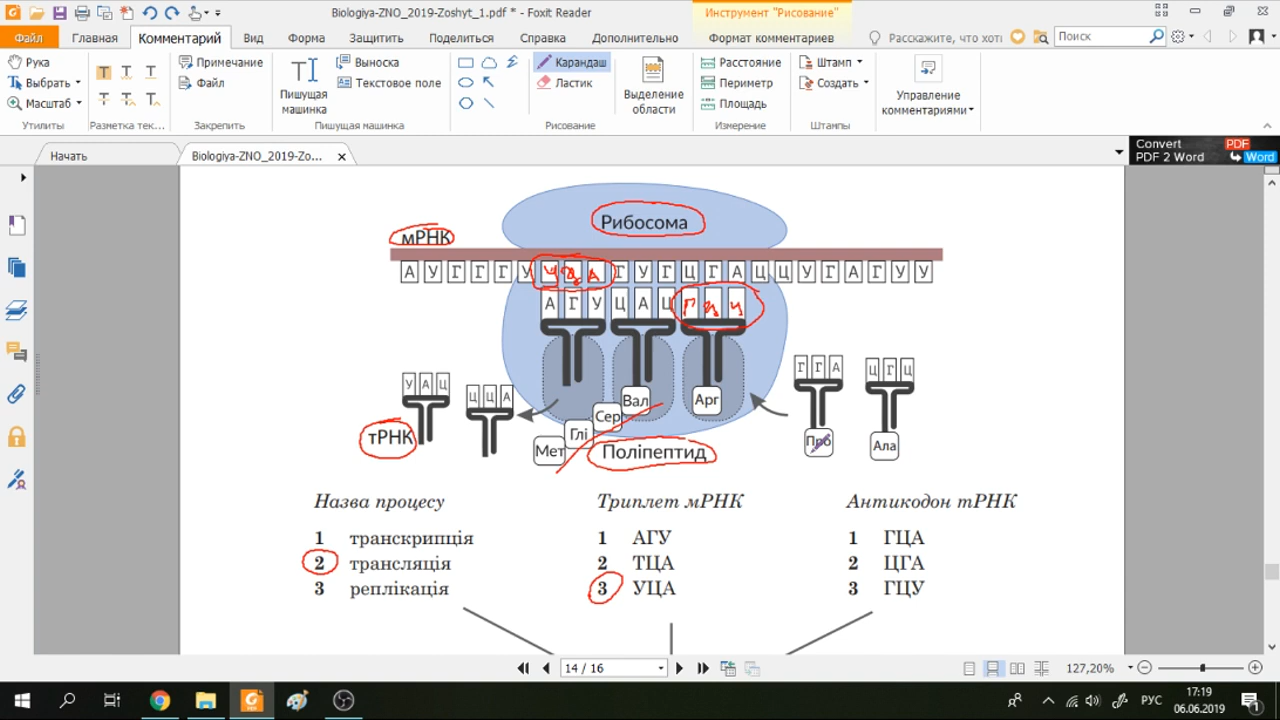 Biologiya-ZNO_2019-Zoshyt_1.pdf * - Foxit Reader
Инструмент "Рисование"
Файл Главная Комментарий Вид Форма Защитить Поделиться Справка Дополнительно Формат комментариев Расскажите, что хоті Поиск
Рука
Выбрать
Масштаб
Утилиты
Разметка тек...
Примечание
Файл
Закрепить
Пишущая машинка
Выноска
Текстовое поле
Пишущая машинка
Карандаш
Ластик
Рисование
Выделение области
Расстояние
Периметр
Площадь
Измерение
Штамп
Создать
Штампы
Управление комментариями
Начать
Biologiya-ZNO_2019-Zo...
Convert PDF
PDF 2 Word Word
Рибосома
мРНК
А У Г Г Г У У Ц А Г У Г Ц Г А Ц Ц У Г А Г У У
А Г У Ц А Ц Г Ц У
У А Ц
Ц Ц А
Г Г А
Ц Г Ц
тРНК
Мет
Глі
Сер
Вал
Арг
Ала
Поліпептид
Назва процесу Триплет мРНК Антикодон тРНК
1 транскрипція 1 АГУ 1 ГЦА
2 трансляція 2 ТЦА 2 ЦГА
3 реплікація 3 УЦА 3 ГЦУ
14 / 16
127,20%
РУС
17:19
06.06.2019
1